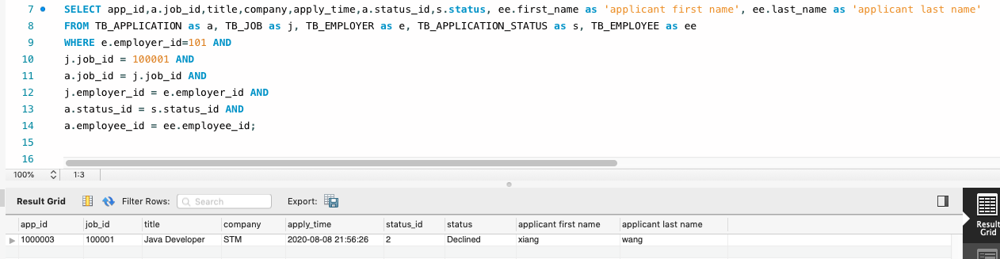 7 SELECT app_id,a.job_id,title,company,apply_time,a.status_id,s.status, ee.first_name as 'applicant first name', ee.last_name as 'applicant last name'
8 FROM TB_APPLICATION as a, TB_JOB as j, TB_EMPLOYER as e, TB_APPLICATION_STATUS as s, TB_EMPLOYEE as ee
9 WHERE e.employer_id=101 AND
10 j.job_id = 100001 AND
11 a.job_id = j.job_id AND
12 j.employer_id = e.employer_id AND
13 a.status_id = s.status_id AND
14 a.employee_id = ee.employee_id;
15
16
100% 1:3
Result Grid Filter Rows: Search Export:
app_id job_id title company apply_time status_id status applicant first name applicant last name
1000003 100001 Java Developer STM 2020-08-08 21:56:26 2 Declined xiang wang
Result
Grid